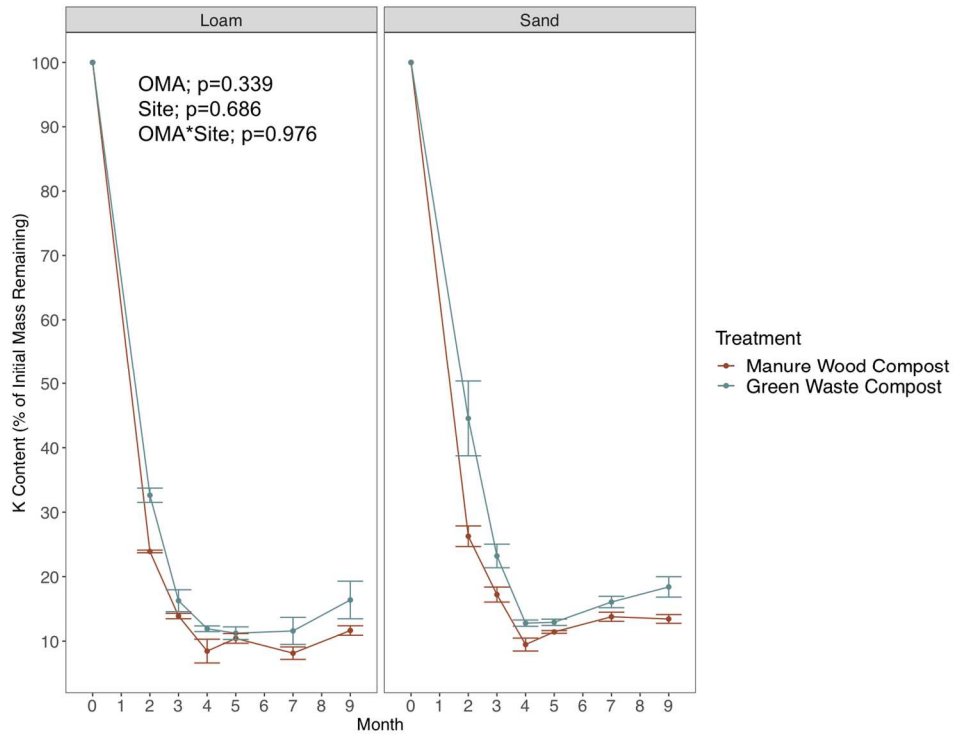 Loam
Sand
OMA; p=0.339
Site; p=0.686
OMA*Site; p=0.976
K Content (% of Initial Mass Remaining)
100
90
80
70
60
50
40
30
20
10
0 1 2 3 4 5 6 7 8 9
0 1 2 3 4 5 6 7 8 9
Month
Treatment
Manure Wood Compost
Green Waste Compost